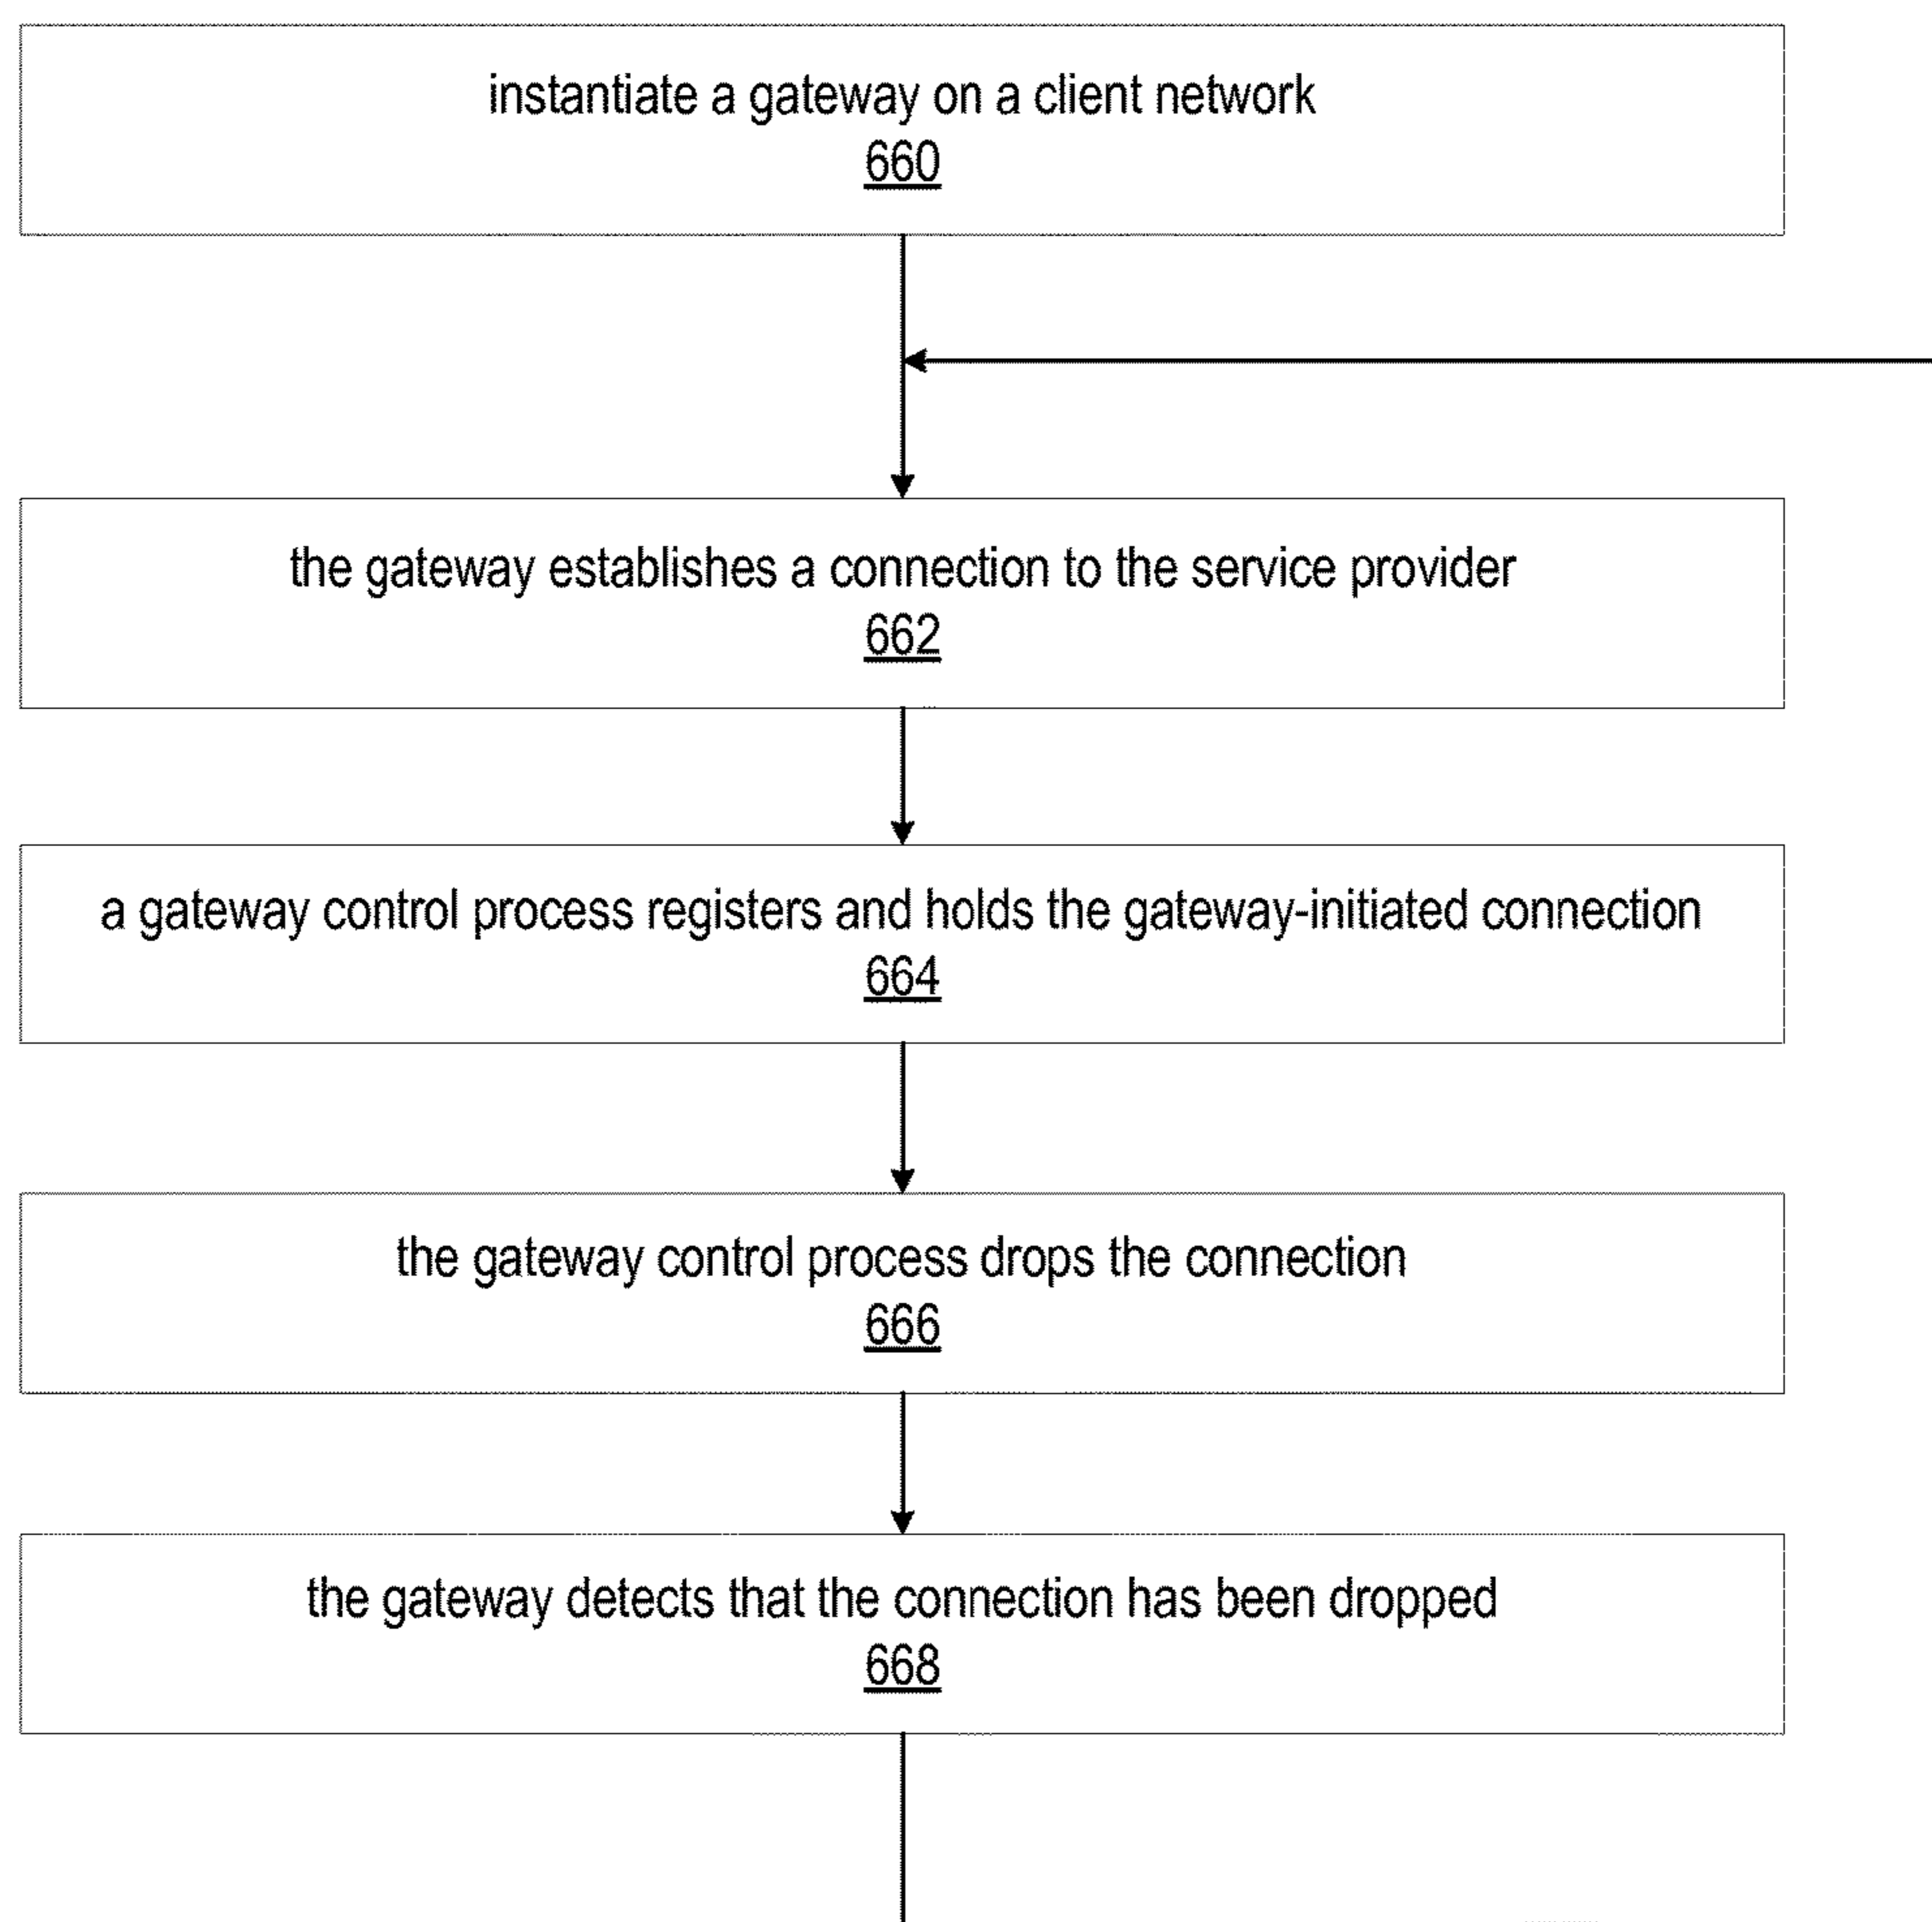 instantiate a gateway on a client network
660
the gateway establishes a connection to the service provider
662
a gateway control process registers and holds the gateway-initiated connection
664
the gateway control process drops the connection
666
the gateway detects that the connection has been dropped
668